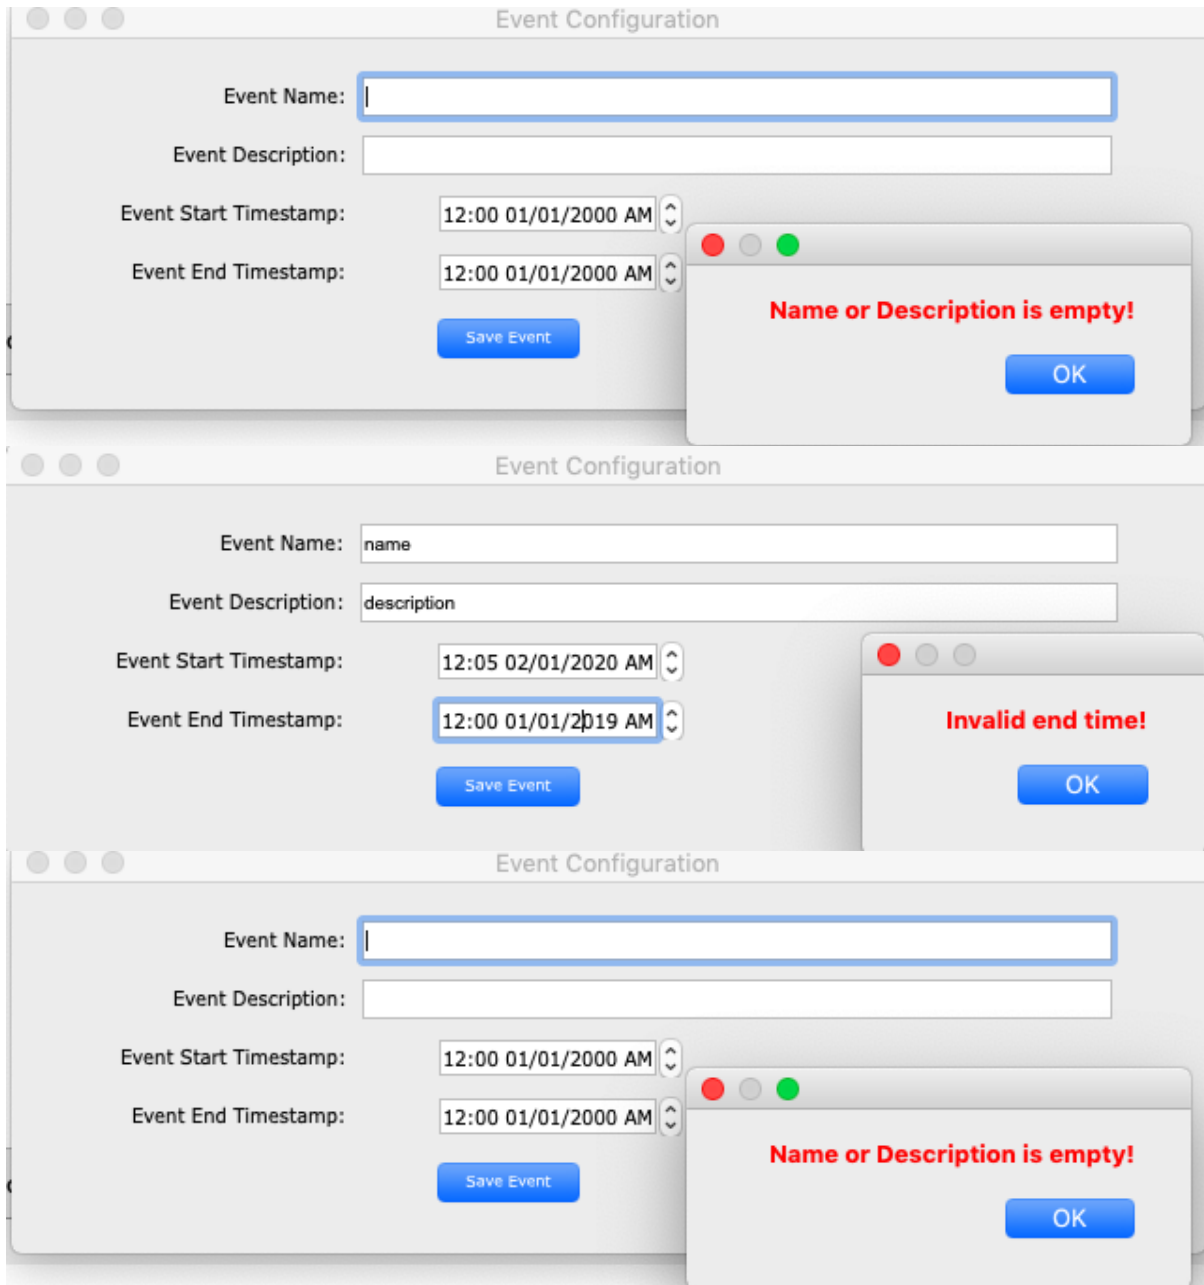 Event Configuration
Event Name:
Event Description:
Event Start Timestamp: 12:00 01/01/2000 AM
Event End Timestamp: 12:00 01/01/2000 AM
Save Event
Name or Description is empty!
OK
Event Configuration
Event Name: name
Event Description: description
Event Start Timestamp: 12:05 02/01/2020 AM
Event End Timestamp: 12:00 01/01/2019 AM
Save Event
Invalid end time!
OK
Event Configuration
Event Name:
Event Description:
Event Start Timestamp: 12:00 01/01/2000 AM
Event End Timestamp: 12:00 01/01/2000 AM
Save Event
Name or Description is empty!
OK